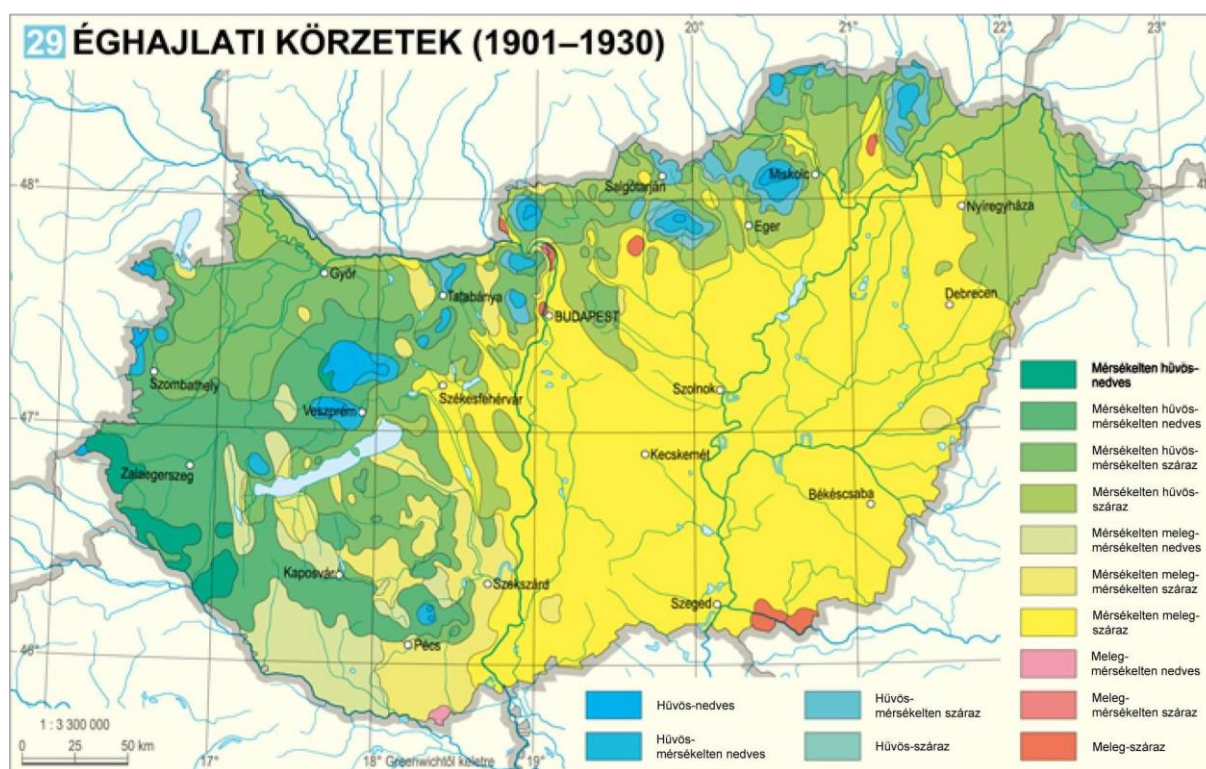 29 ÉGHAJLATI KÖRZETEK (1901–1930)
20°
21°
22°
23°
48°
Salgótarján
Miskolc
Eger
Nyíregyháza
Győr
Tatabánya
BUDAPEST
Debrecen
Szombathely
Székesfehérvár
Szolnok
Veszprém
47°
Zalaegerszeg
Kecskemét
Békéscsaba
Kaposvár
Szekszárd
Szeged
Pécs
46°
Mérsékelten hűvös-
nedves
Mérsékelten hűvös-
mérsékelten nedves
Mérsékelten hűvös-
mérsékelten száraz
Mérsékelten hűvös-
száraz
Mérsékelten meleg-
mérsékelten nedves
Mérsékelten meleg-
mérsékelten száraz
Mérsékelten meleg-
száraz
Meleg-
mérsékelten nedves
Meleg-
mérsékelten száraz
Meleg-száraz
Hűvös-nedves
Hűvös-
mérsékelten nedves
Hűvös-
mérsékelten száraz
Hűvös-száraz
1 : 3 300 000
0 25 50 km
17°
18° Greenwichtől keletre 19°